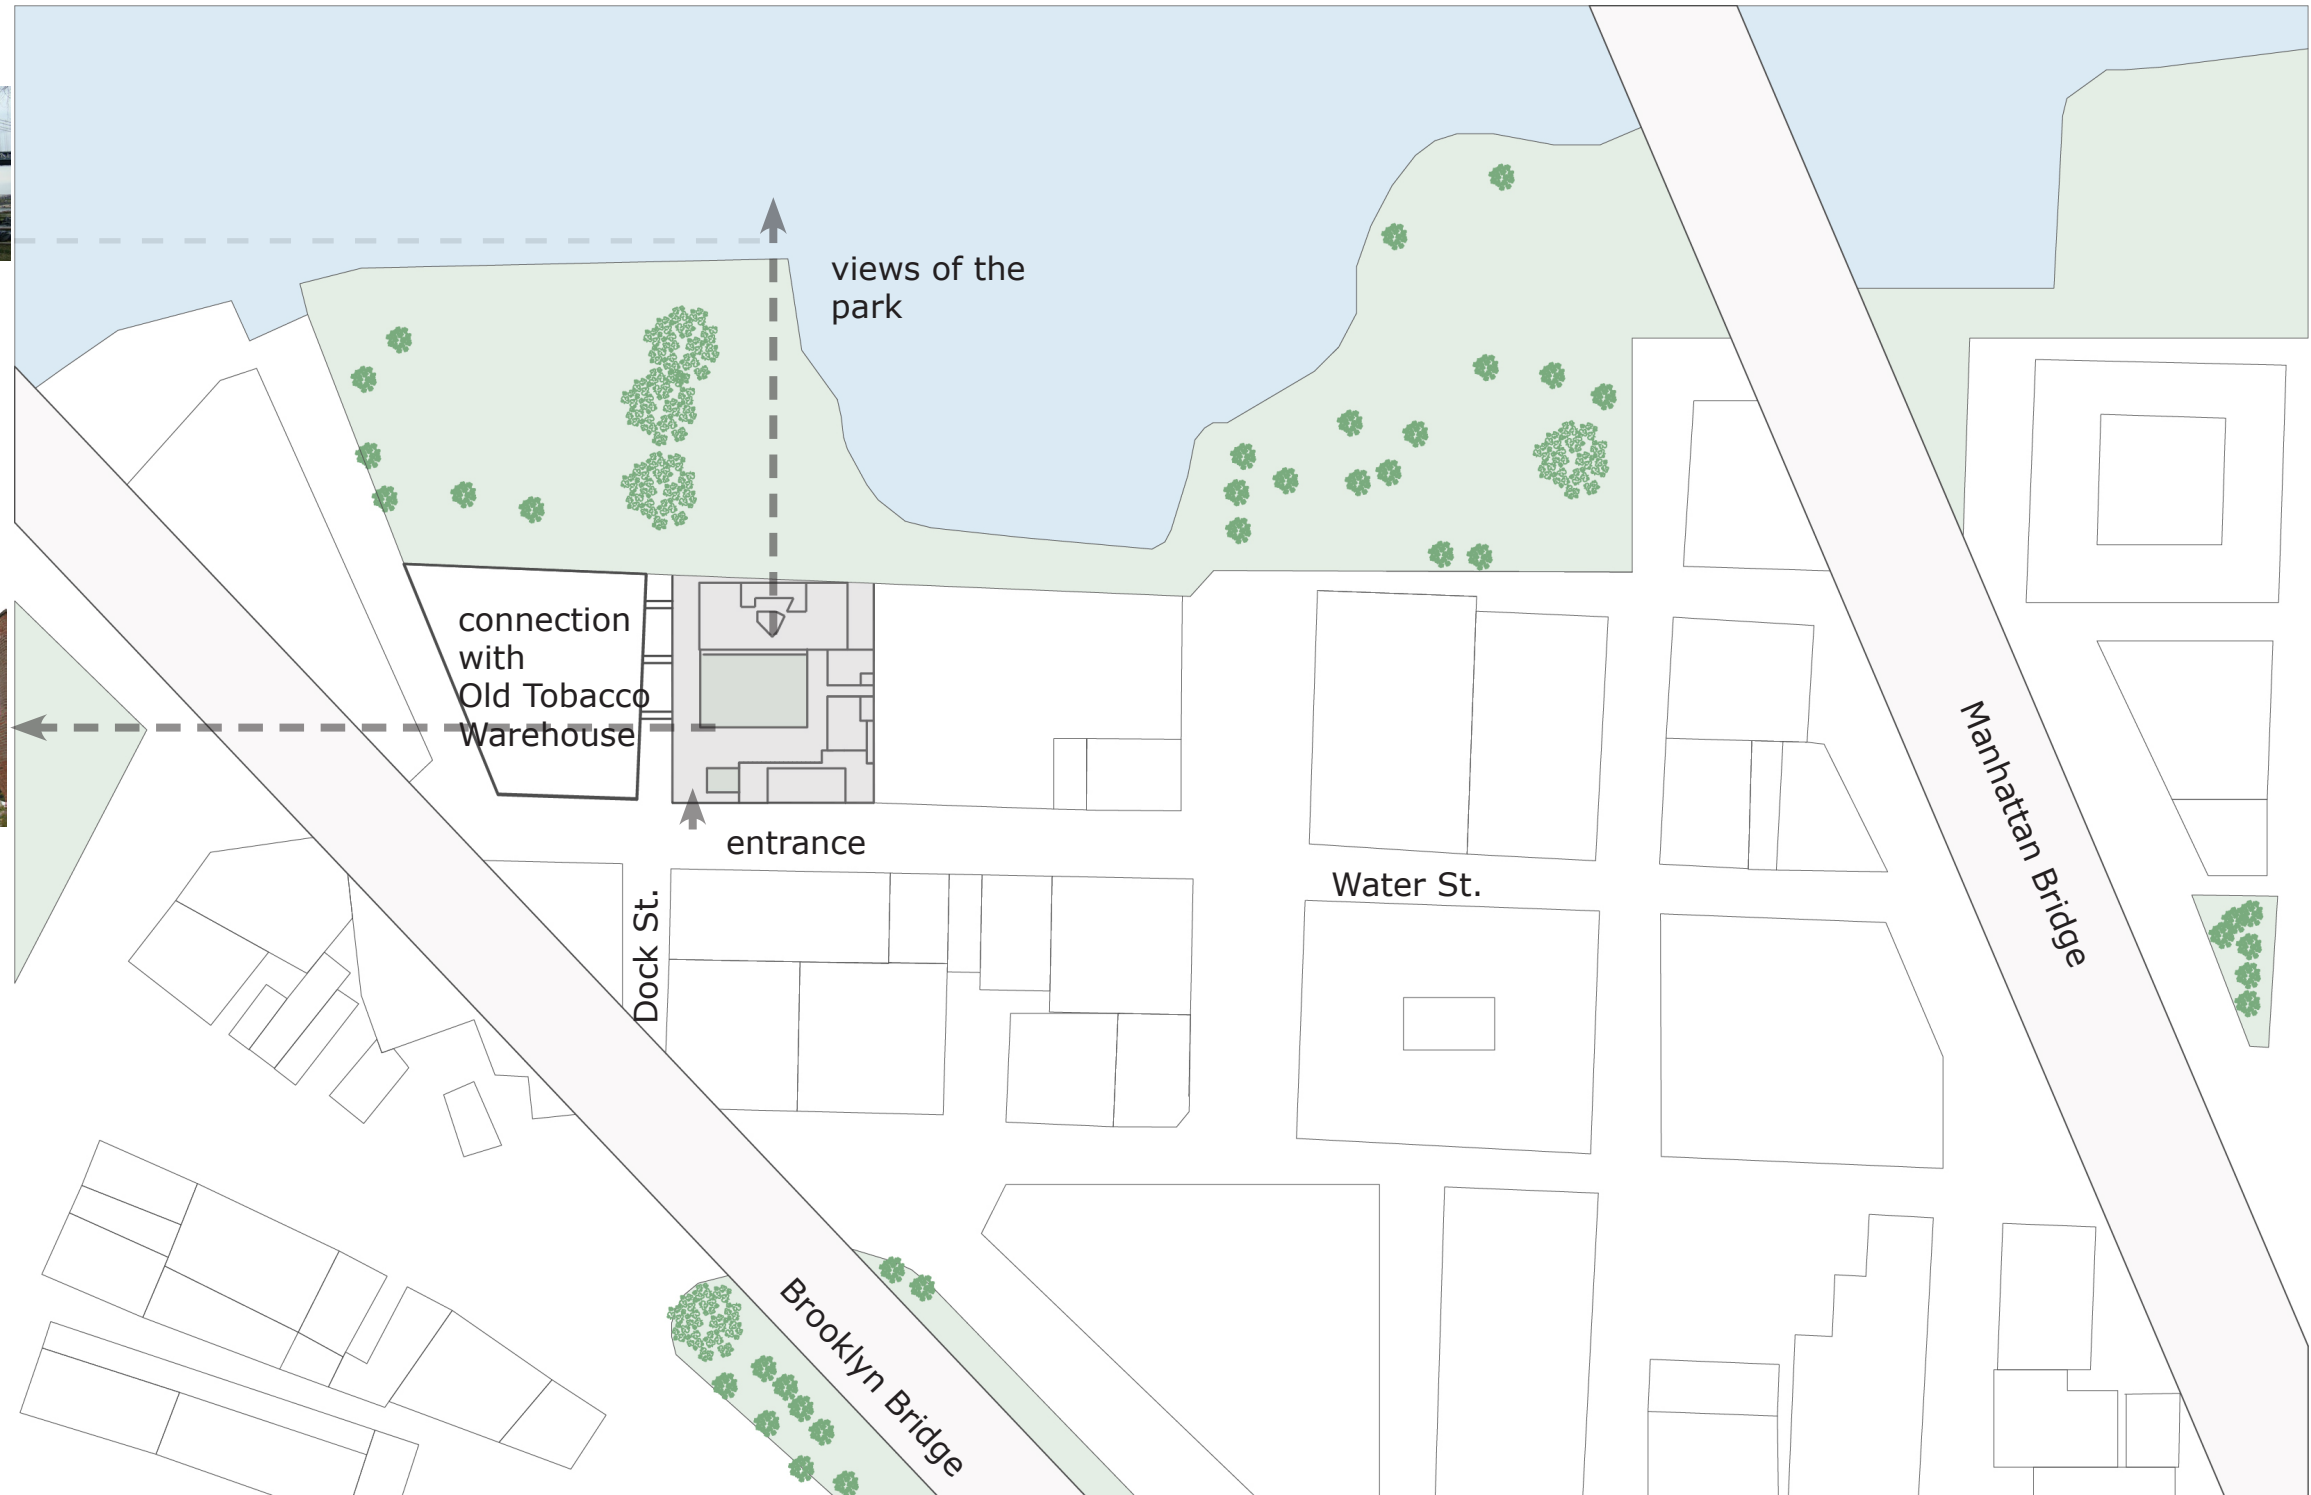 views of the
park
connection
with
Old Tobacco
Warehouse
entrance
Dock St.
Water St.
Manhattan Bridge
Brooklyn Bridge